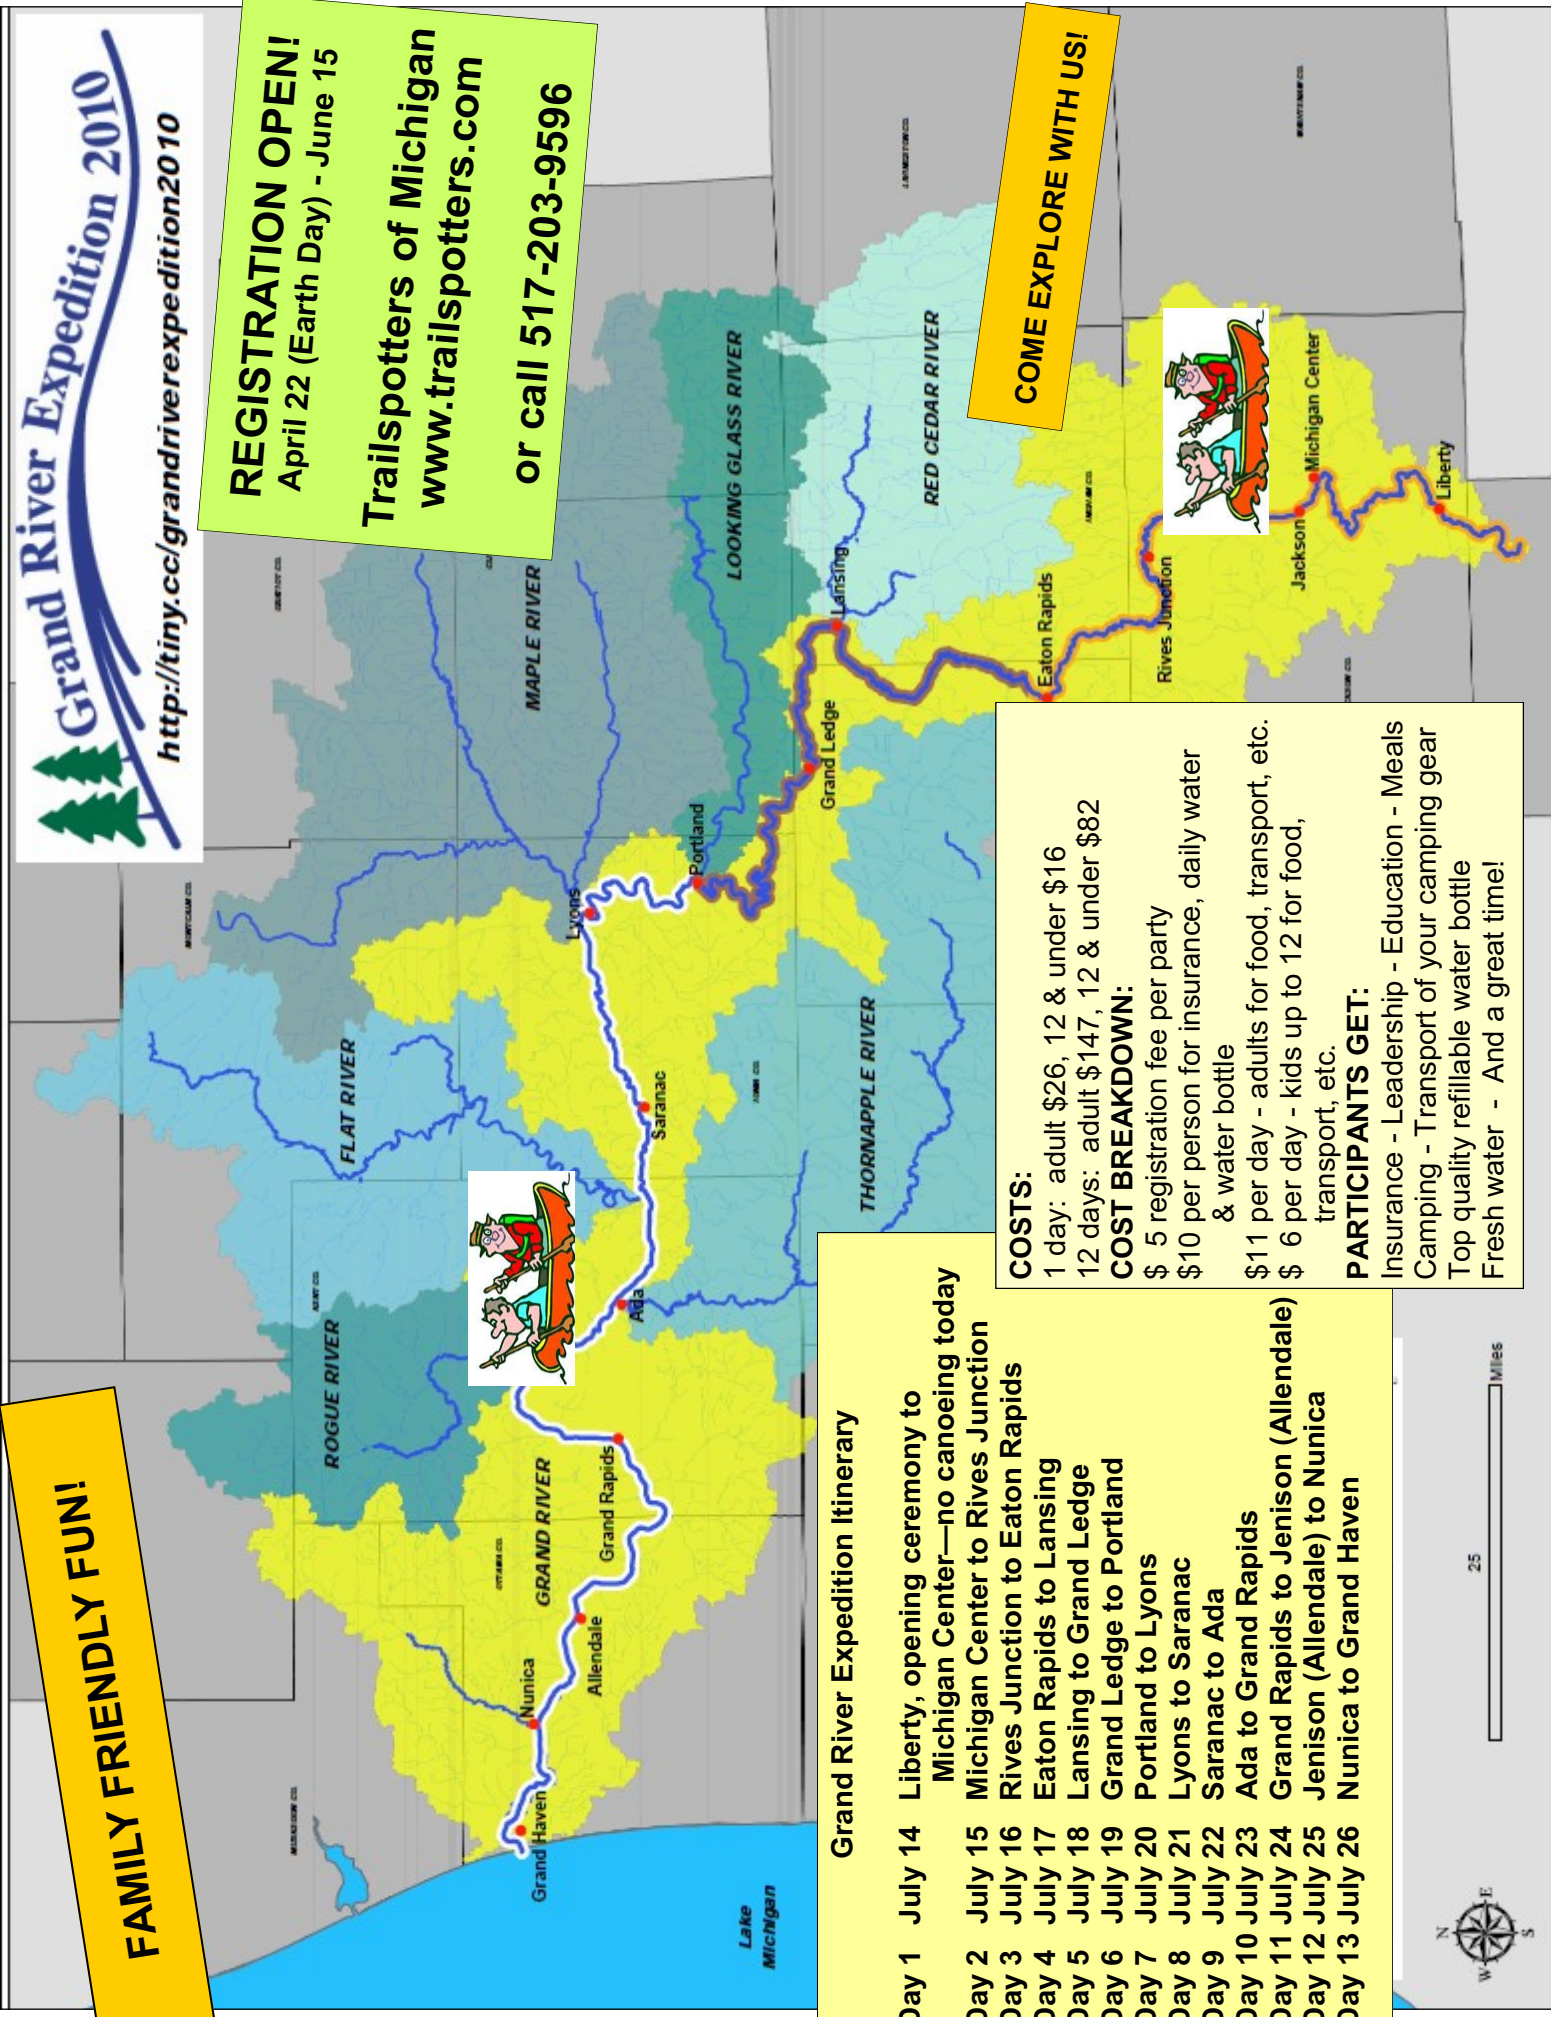 Grand River Expedition 2010
http://tiny.cc/grandriverexpedition2010
FAMILY FRIENDLY FUN!
REGISTRATION OPEN!
April 22 (Earth Day) - June 15
Trailspotters of Michigan
www.trailspotters.com
or call 517-203-9596
COME EXPLORE WITH US!
MONTCALM CO.
GRATIOT CO.
KENT CO.
OTTAWA CO.
LIVINGSTON CO.
INGHAM CO.
ROGUE RIVER
FLAT RIVER
MAPLE RIVER
LOOKING GLASS RIVER
RED CEDAR RIVER
GRAND RIVER
THORNAPPLE RIVER
Lake
Michigan
Grand Haven
Nunica
Allendale
Grand Rapids
Ada
Saranac
Lyons
Portland
Grand Ledge
Lansing
Eaton Rapids
Rives Junction
Jackson
Michigan Center
Liberty
Grand River Expedition Itinerary
Day 1 July 14 Liberty, opening ceremony to
Michigan Center—no canoeing today
Day 2 July 15 Michigan Center to Rives Junction
Day 3 July 16 Rives Junction to Eaton Rapids
Day 4 July 17 Eaton Rapids to Lansing
Day 5 July 18 Lansing to Grand Ledge
Day 6 July 19 Grand Ledge to Portland
Day 7 July 20 Portland to Lyons
Day 8 July 21 Lyons to Saranac
Day 9 July 22 Saranac to Ada
Day 10 July 23 Ada to Grand Rapids
Day 11 July 24 Grand Rapids to Jenison (Allendale)
Day 12 July 25 Jenison (Allendale) to Nunica
Day 13 July 26 Nunica to Grand Haven
COSTS:
1 day: adult $26, 12 & under $16
12 days: adult $147, 12 & under $82
COST BREAKDOWN:
$ 5 registration fee per party
$10 per person for insurance, daily water
& water bottle
$11 per day - adults for food, transport, etc.
$ 6 per day - kids up to 12 for food,
transport, etc.
PARTICIPANTS GET:
Insurance - Leadership - Education - Meals
Camping - Transport of your camping gear
Top quality refillable water bottle
Fresh water - And a great time!
N
W
E
S
25
Miles